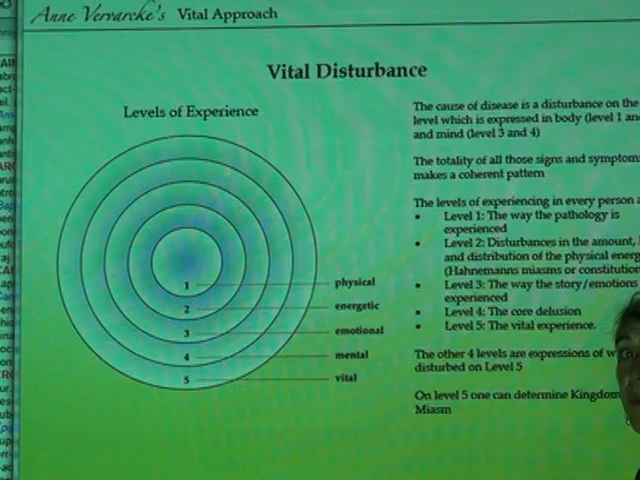 Anne Vervarcke's Vital Approach
Vital Disturbance
Levels of Experience
1 physical
2 energetic
3 emotional
4 mental
5 vital
The cause of disease is a disturbance on the
level which is expressed in body (level 1 and
and mind (level 3 and 4)
The totality of all those signs and symptoms
makes a coherent pattern
The levels of experiencing in every person
• Level 1: The way the pathology is
experienced
• Level 2: Disturbances in the amount,
and distribution of the physical energ
(Hahnemanns miasms or constitution
• Level 3: The way the story/emotions
experienced
• Level 4: The core delusion
• Level 5: The vital experience.
The other 4 levels are expressions of w
disturbed on Level 5
On level 5 one can determine Kingdom
Miasm